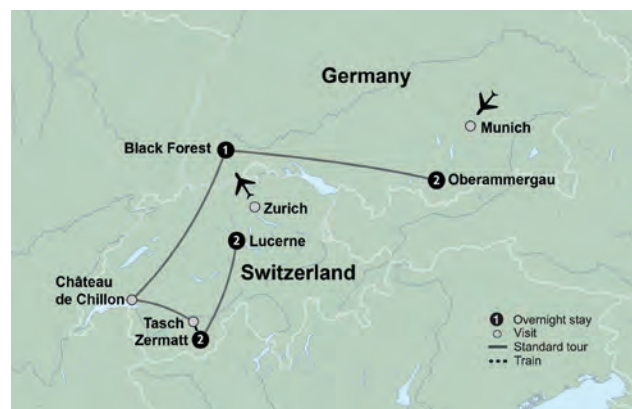 Germany
Munich
Black Forest
1
2
Oberammergau
Zurich
2
Lucerne
Switzerland
Château
de Chillon
Tasch
Zermatt
2
1 Overnight stay
Visit
Standard tour
Train